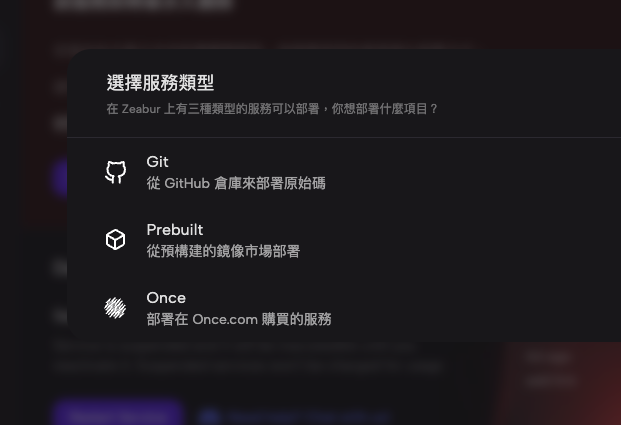 選擇服務類型
在 Zeabur 上有三種類型的服務可以部署，你想部署什麼項目？
Git
從 GitHub 倉庫來部署原始碼
Prebuilt
從預構建的鏡像市場部署
Once
部署在 Once.com 購買的服務